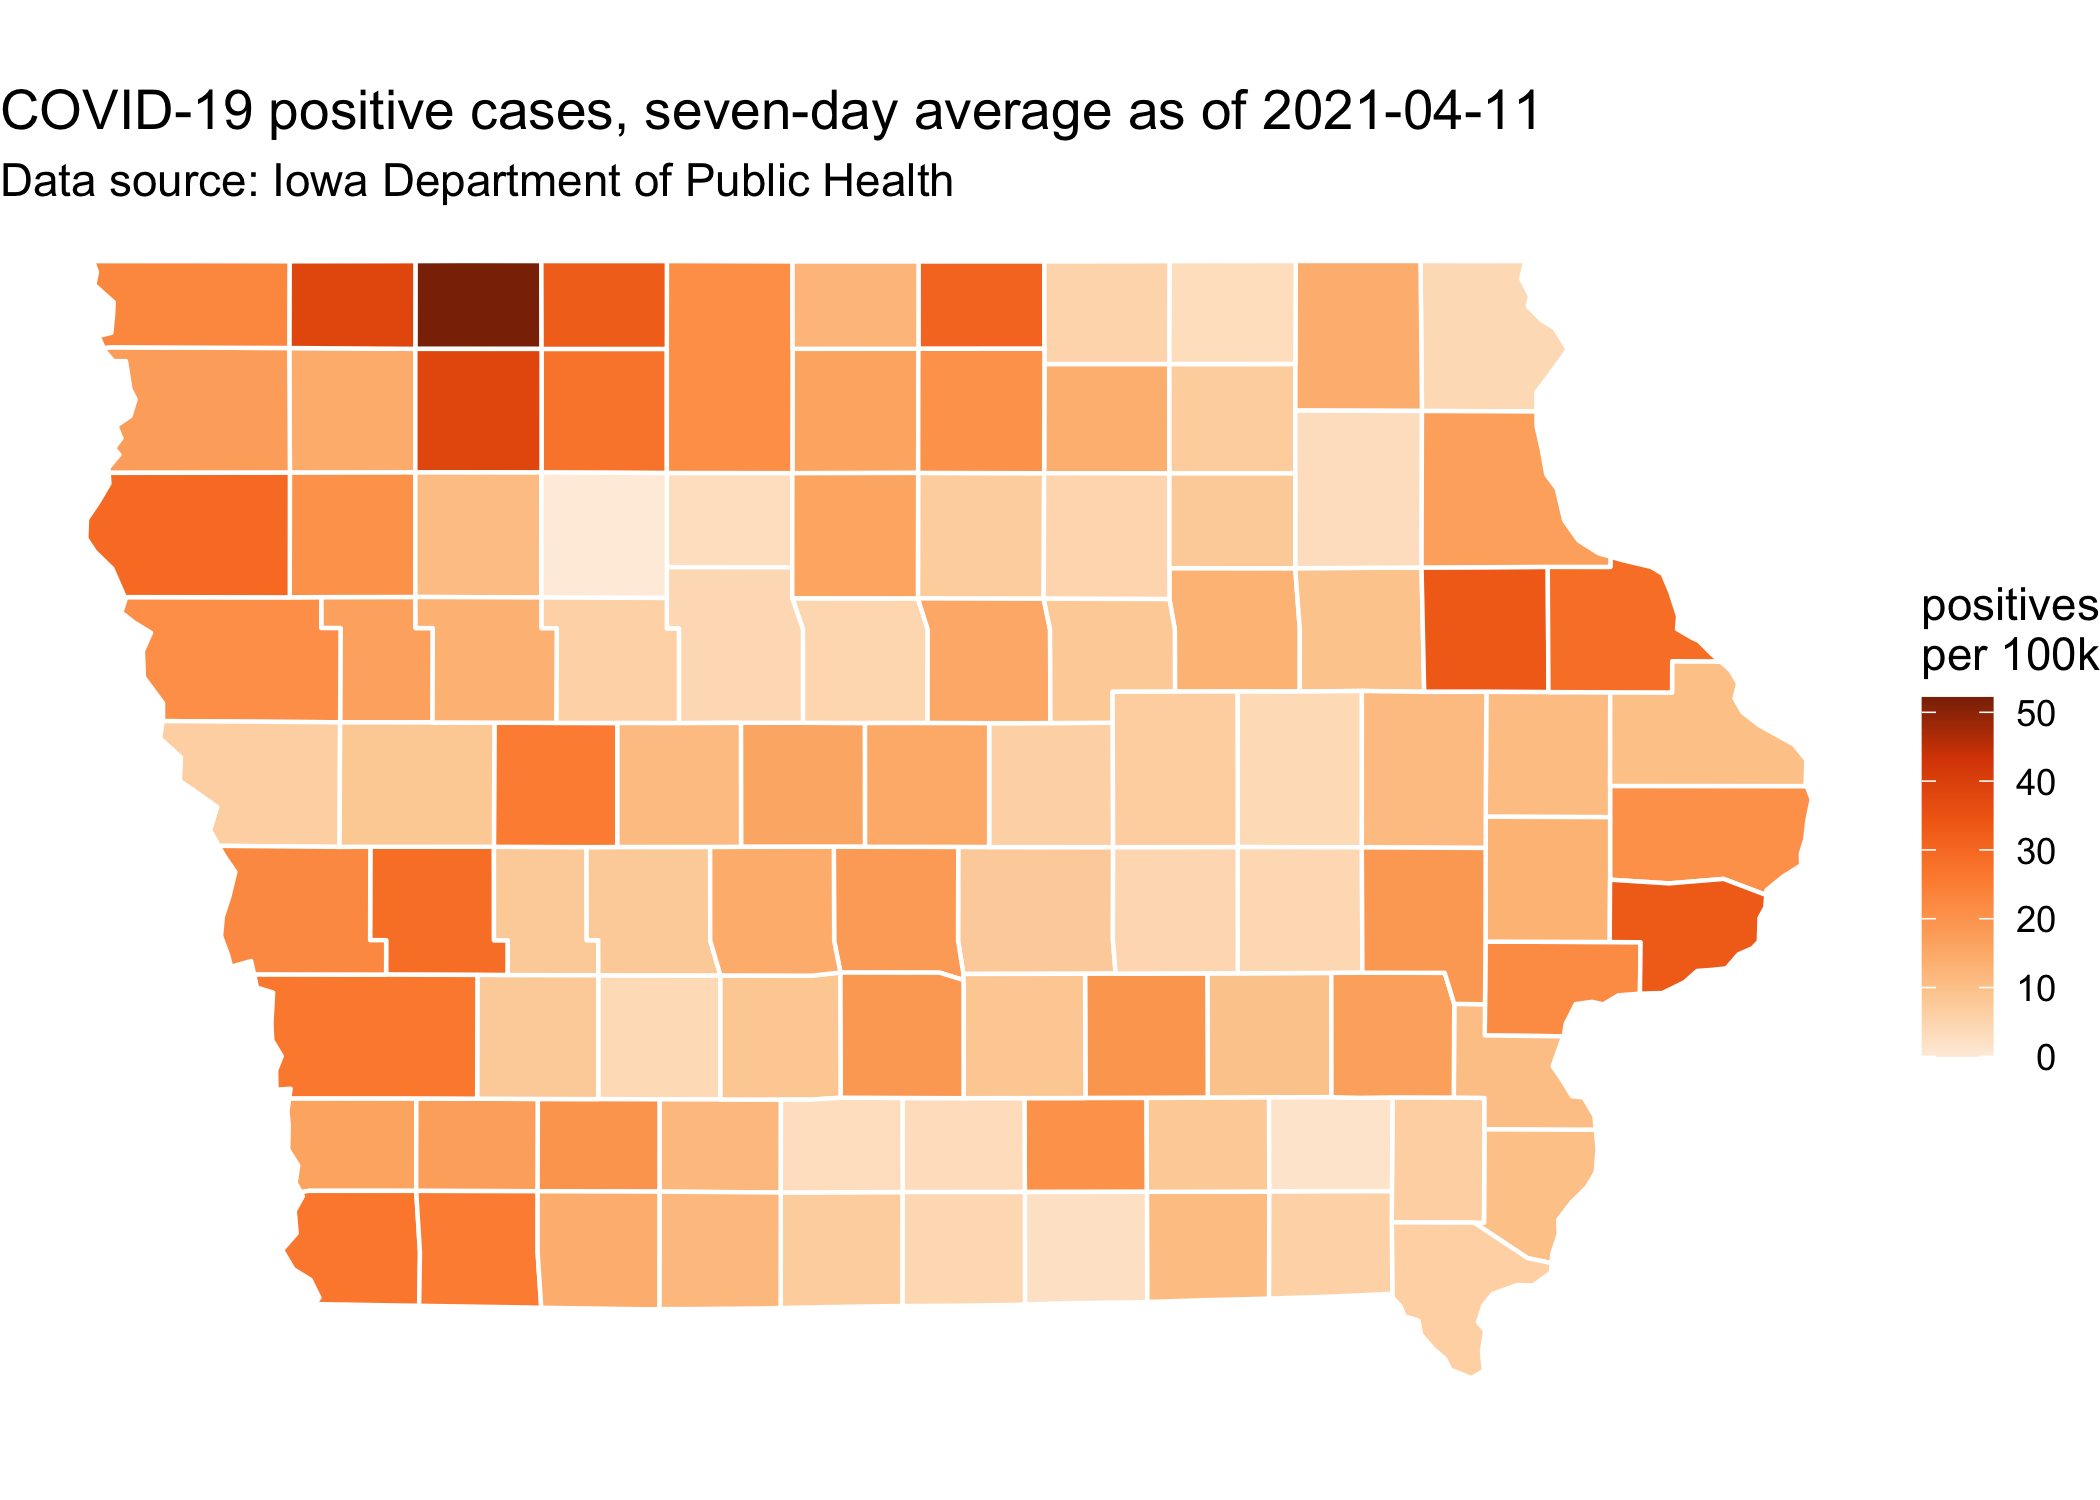 COVID-19 positive cases, seven-day average as of 2021-04-11
Data source: Iowa Department of Public Health
positives
per 100k
50
40
30
20
10
0